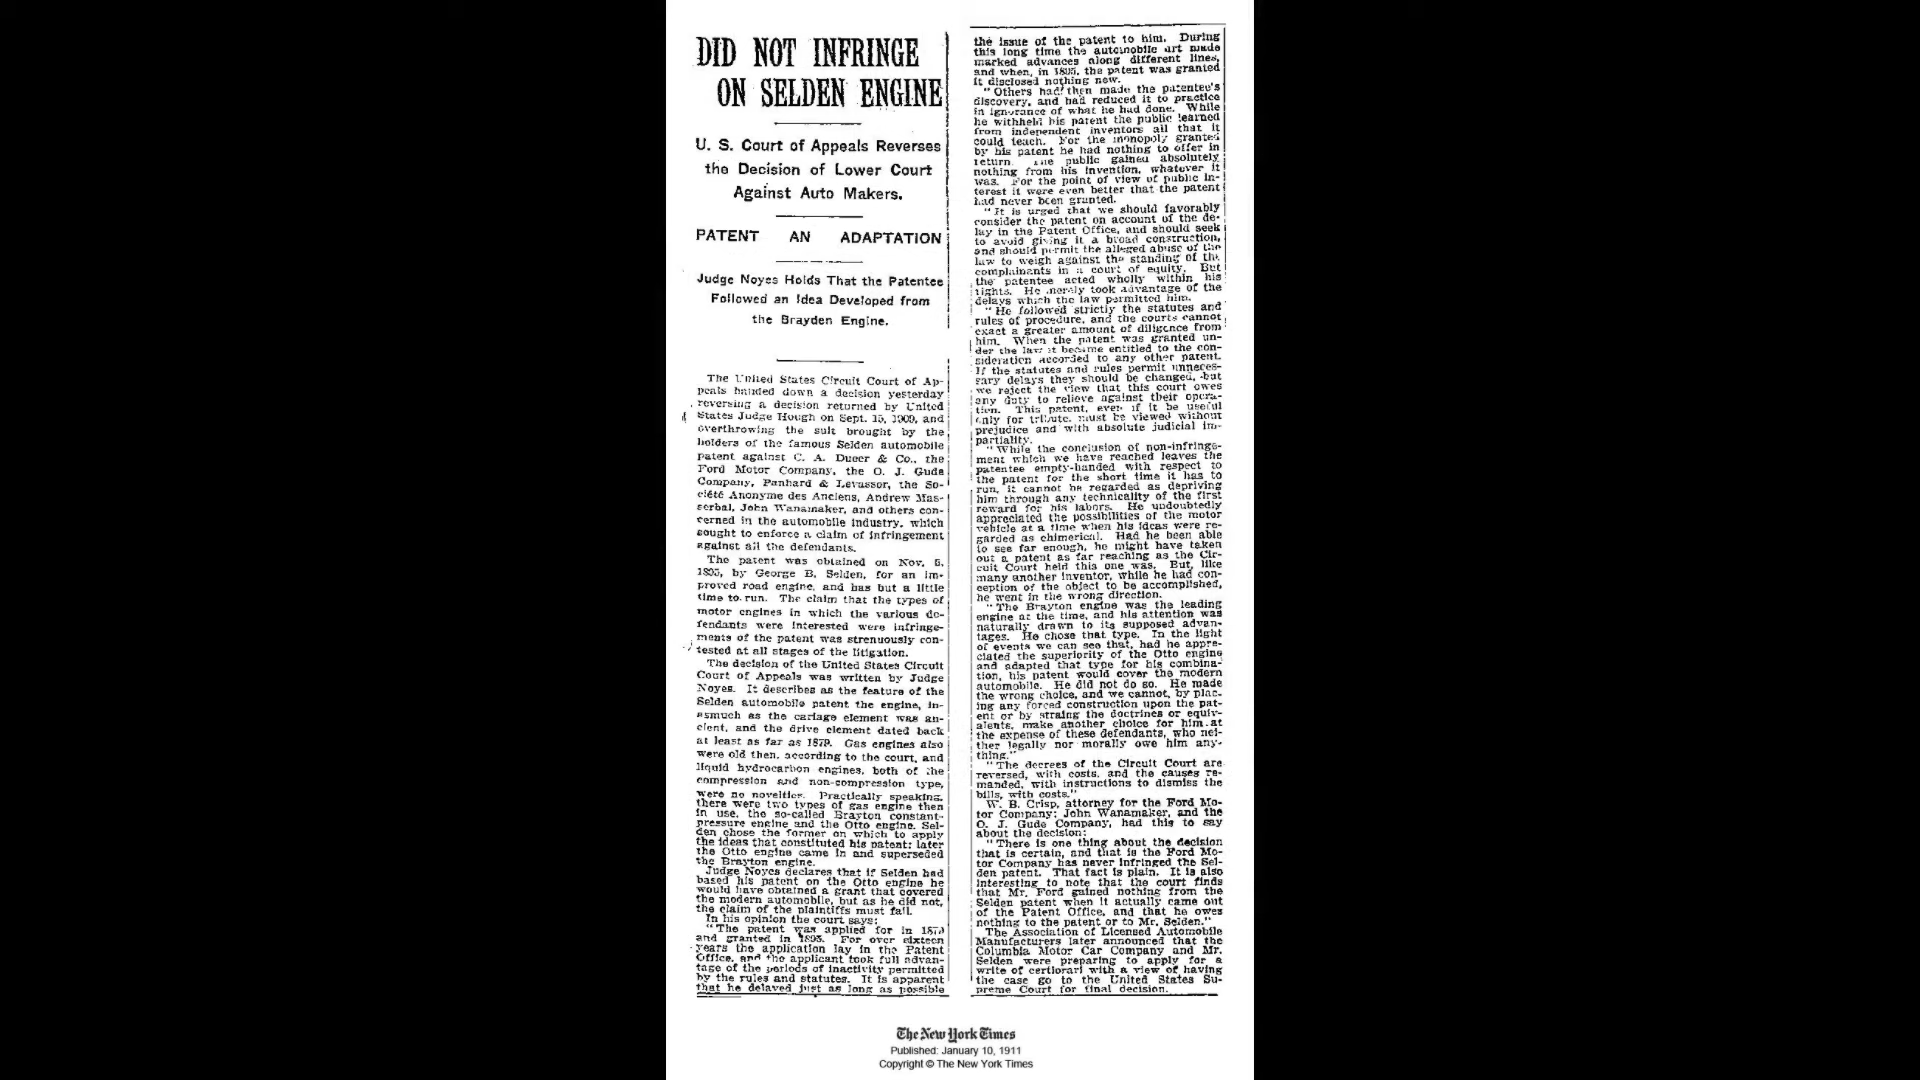 DID NOT INFRINGE
ON SELDEN ENGINE
U. S. Court of Appeals Reverses
the Decision of Lower Court
Against Auto Makers.
PATENT AN ADAPTATION
Judge Noyes Holds That the Patentee
Followed an Idea Developed from
the Brayden Engine.
The United States Circuit Court of Ap-
peals handed down a decision yesterday
reversing a decision returned by United
States Judge Hough on Sept. 15, 1909, and
overthrowing the suit brought by the
holders of the famous Selden automobile
patent against C. A. Dueer & Co., the
Ford Motor Company, the O. J. Gude
Company, Panhard & Levassor, the So-
ciété Anonyme des Anciens, Andrew Mas-
serbal, John Wanamaker, and others con-
cerned in the automobile industry, which
sought to enforce a claim of infringement
against all the defendants.
The patent was obtained on Nov. 5,
1895, by George B. Selden, for an im-
proved road engine, and has but a little
time to run. The claim that the types of
motor engines in which the various de-
fendants were interested were infringe-
ments of the patent was strenuously con-
tested at all stages of the litigation.
The decision of the United States Circuit
Court of Appeals was written by Judge
Noyes. It describes as the feature of the
Selden automobile patent the engine, in-
asmuch as the cariage element was an-
cient, and the drive element dated back
at least as far as 1879. Gas engines also
were old then, according to the court, and
liquid hydrocarbon engines, both of the
compression and non-compression type,
were no novelties. Practically speaking,
there were two types of gas engine then
in use, the so-called Brayton constant-
pressure engine and the Otto engine. Sel-
den chose the former on which to apply
the ideas that constituted his patent; later
the Otto engine came in and superseded
the Brayton engine.
Judge Noyes declares that if Selden had
based his patent on the Otto engine he
would have obtained a grant that covered
the modern automobile, but as he did not,
the claim of the plaintiffs must fail.
In his opinion the court says:
"The patent was applied for in 1879
and granted in 1895. For over sixteen
years the application lay in the Patent
Office, and the applicant took full advan-
tage of the periods of inactivity permitted
by the rules and statutes. It is apparent
that he delayed just as long as possible
the issue of the patent to him. During
this long time the automobile art made
marked advances along different lines,
and when, in 1895, the patent was granted
it disclosed nothing new.
"Others had then made the patentee's
discovery, and had reduced it to practice
in ignorance of what he had done. While
he withheld his patent the public learned
from independent inventors all that it
could teach. For the monopoly granted
by his patent he had nothing to offer in
return. The public gained absolutely
nothing from his invention, whatever it
was. For the point of view of public in-
terest it were even better that the patent
had never been granted.
"It is urged that we should favorably
consider the patent on account of the de-
lay in the Patent Office, and should seek
to avoid giving it a broad construction,
and should permit the alleged abuse of the
law to weigh against the standing of the
complainants in a court of equity. But
the patentee acted wholly within his
rights. He merely took advantage of the
delays which the law permitted him.
"He followed strictly the statutes and
rules of procedure, and the courts cannot
exact a greater amount of diligence from
him. When the patent was granted un-
der the law it became entitled to the con-
sideration accorded to any other patent.
If the statutes and rules permit unneces-
sary delays they should be changed, but
we reject the view that this court owes
any duty to relieve against their opera-
tion. This patent, even if it be useful
only for tribute, must be viewed without
prejudice and with absolute judicial im-
partiality.
"While the conclusion of non-infringe-
ment which we have reached leaves the
patentee empty-handed with respect to
the patent for the short time it has to
run, it cannot be regarded as depriving
him through any technicality of the first
reward for his labors. He undoubtedly
appreciated the possibilities of the motor
vehicle at a time when his ideas were re-
garded as chimerical. Had he been able
to see far enough, he might have taken
out a patent as far reaching as the Cir-
cuit Court held this one was. But, like
many another inventor, while he had con-
ception of the object to be accomplished,
he went in the wrong direction.
"The Brayton engine was the leading
engine at the time, and his attention was
naturally drawn to its supposed advan-
tages. He chose that type. In the light
of events we can see that, had he appre-
ciated the superiority of the Otto engine
and adapted that type for his combina-
tion, his patent would cover the modern
automobile. He did not do so. He made
the wrong choice, and we cannot, by plac-
ing any forced construction upon the pat-
ent or by straing the doctrines or equiv-
alents, make another choice for him at
the expense of these defendants, who nei-
ther legally nor morally owe him any-
thing."
"The decrees of the Circuit Court are
reversed, with costs, and the causes re-
manded, with instructions to dismiss the
bills, with costs."
W. B. Crisp, attorney for the Ford Mo-
tor Company; John Wanamaker, and the
O. J. Gude Company, had this to say
about the decision:
"There is one thing about the decision
that is certain, and that is the Ford Mo-
tor Company has never infringed the Sel-
den patent. That fact is plain. It is also
interesting to note that the court finds
that Mr. Ford gained nothing from the
Selden patent when it actually came out
of the Patent Office, and that he owes
nothing to the patent or to Mr. Selden."
The Association of Licensed Automobile
Manufacturers later announced that the
Columbia Motor Car Company and Mr.
Selden were preparing to apply for a
write of certiorari with a view of having
the case go to the United States Su-
preme Court for final decision.
The New York Times
Published: January 10, 1911
Copyright © The New York Times